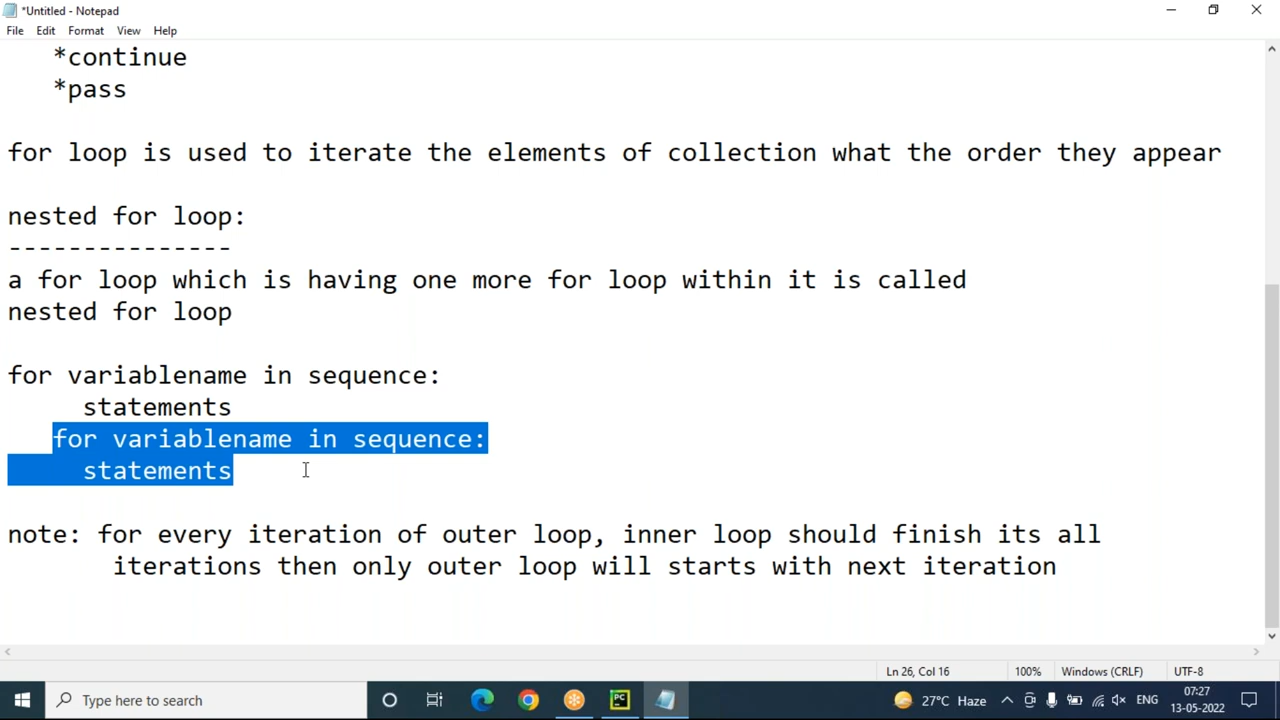 *Untitled - Notepad
File Edit Format View Help
*continue
*pass
for loop is used to iterate the elements of collection what the order they appear
nested for loop:
---------------
a for loop which is having one more for loop within it is called
nested for loop
for variablename in sequence:
statements
for variablename in sequence:
statements
note: for every iteration of outer loop, inner loop should finish its all
iterations then only outer loop will starts with next iteration
Ln 26, Col 16 100% Windows (CRLF) UTF-8
Type here to search PC 27°C Haze ENG 07:27
13-05-2022